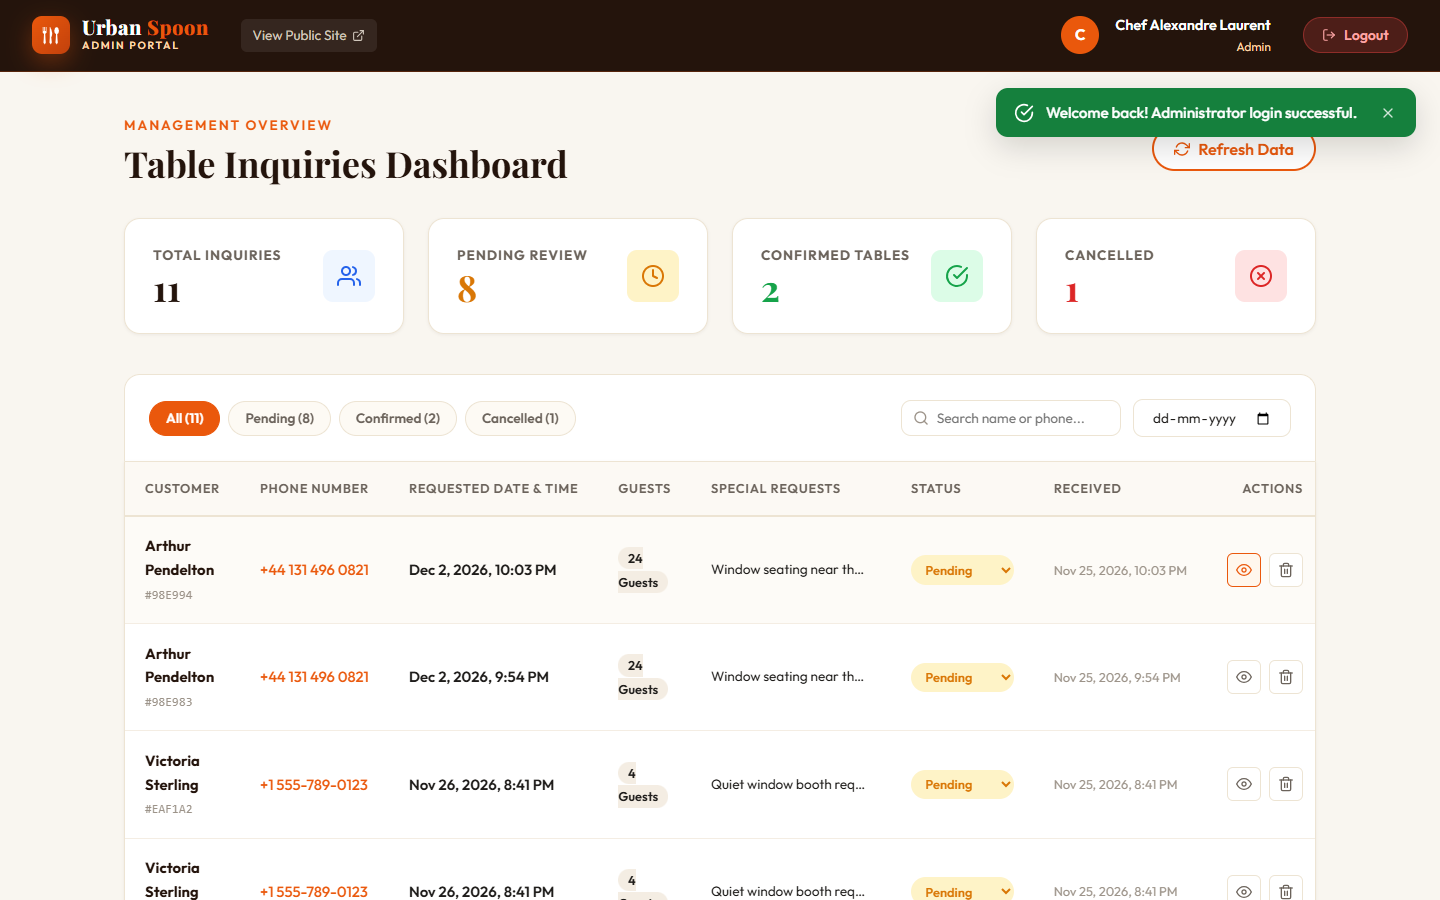 Urban Spoon
ADMIN PORTAL
View Public Site
C
Chef Alexandre Laurent
Admin
Logout
Welcome back! Administrator login successful.
MANAGEMENT OVERVIEW
Table Inquiries Dashboard
Refresh Data
TOTAL INQUIRIES
11
PENDING REVIEW
8
CONFIRMED TABLES
2
CANCELLED
1
All (11)
Pending (8)
Confirmed (2)
Cancelled (1)
Search name or phone...
dd-mm-yyyy
CUSTOMER PHONE NUMBER REQUESTED DATE & TIME GUESTS SPECIAL REQUESTS STATUS RECEIVED ACTIONS
Arthur
Pendelton
#98E994
+44 131 496 0821
Dec 2, 2026, 10:03 PM
24
Guests
Window seating near th...
Pending
Nov 25, 2026, 10:03 PM
Arthur
Pendelton
#98E983
+44 131 496 0821
Dec 2, 2026, 9:54 PM
24
Guests
Window seating near th...
Pending
Nov 25, 2026, 9:54 PM
Victoria
Sterling
#EAF1A2
+1 555-789-0123
Nov 26, 2026, 8:41 PM
4
Guests
Quiet window booth req...
Pending
Nov 25, 2026, 8:41 PM
Victoria
Sterling
+1 555-789-0123
Nov 26, 2026, 8:41 PM
4
Quiet window booth req...
Pending
Nov 25, 2026, 8:41 PM